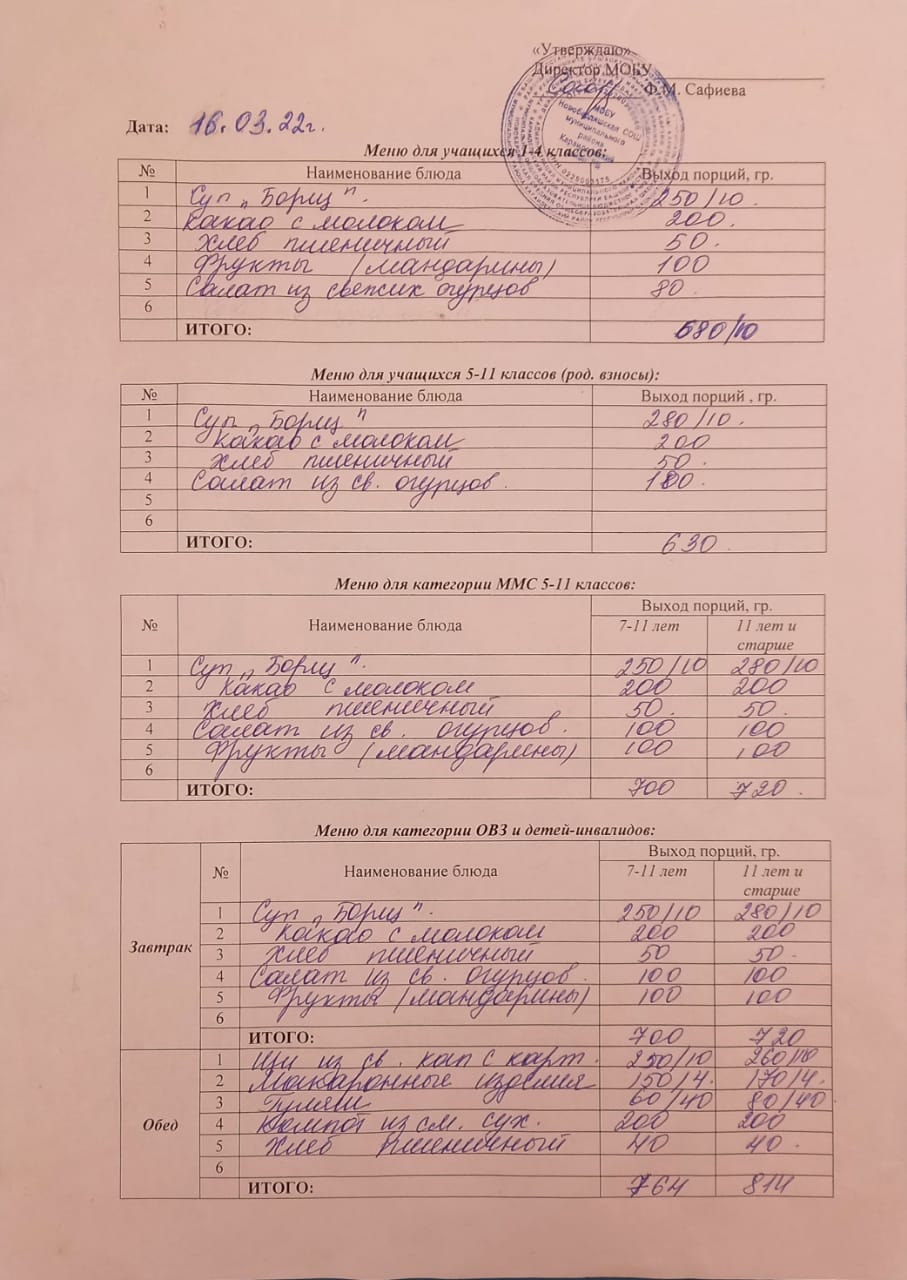 «Утверждаю»
Директор МОБУ
Ф.М. Сафиева
МОБУ
СОШ
муниципального
района
Дата: 16.03.22г.
Меню для учащихся 1-4 классов:
№ Наименование блюда Выход порций, гр.
1 Суп „Борщ" 250/10.
2 Какао с молоком 200.
3 Хлеб пшеничный 50.
4 Фрукты (мандарины) 100
5 Салат из свежих огурцов 80
6
ИТОГО: 680/10
Меню для учащихся 5-11 классов (род. взносы):
№ Наименование блюда Выход порций , гр.
1 Суп „Борщ" 280/10.
2 Какао с молоком 200
3 Хлеб пшеничный 50.
4 Салат из св. огурцов. 100.
5
6
ИТОГО: 630.
Меню для категории ММС 5-11 классов:
№ Наименование блюда Выход порций, гр.
7-11 лет 11 лет и старше
1 Суп „Борщ". 250/10 280/10
2 Какао с молоком 200 200
3 Хлеб пшеничный 50. 50.
4 Салат из св. огурцов. 100 100
5 Фрукты (мандарины) 100 100
6
ИТОГО: 700 720.
Меню для категории ОВЗ и детей-инвалидов:
№ Наименование блюда Выход порций, гр.
7-11 лет 11 лет и старше
Завтрак
1 Суп „Борщ". 250/10 280/10
2 Какао с молоком 200 200
3 Хлеб пшеничный 50 50.
4 Салат из св. огурцов. 100 100
5 Фрукты (мандарины) 100 100
6
ИТОГО: 700 720
Обед
1 Щи из св. кап с карт. 250/10 260/10
2 Макаронные изделия 150/4. 170/4.
3 Гуляш 60/40 80/40
4 Компот из см. сух. 200 200
5 Хлеб пшеничный 40 40.
6
ИТОГО: 764 814